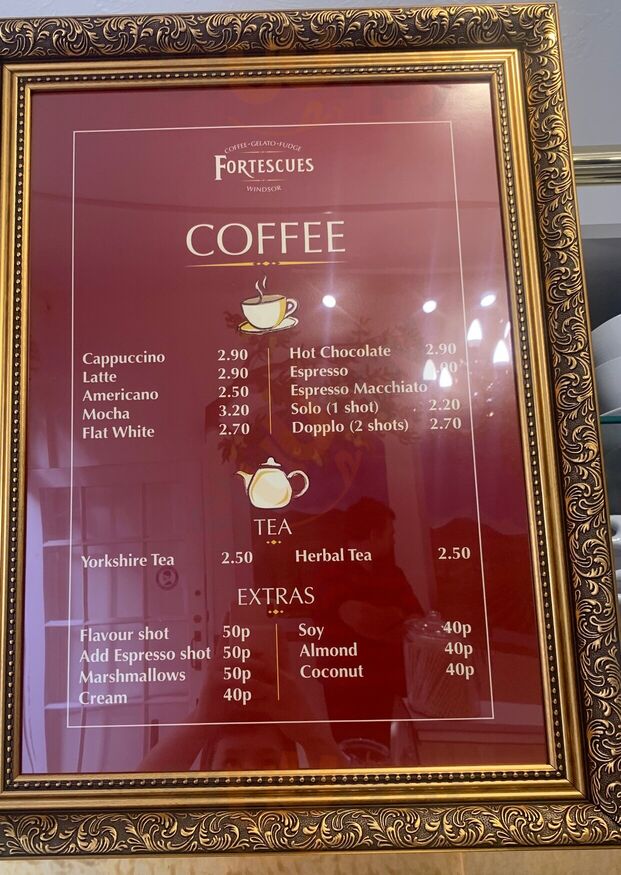 COFFEE•GELATO•FUDGE
FORTESCUES
WINDSOR
COFFEE
Cappuccino 2.90
Latte 2.90
Americano 2.50
Mocha 3.20
Flat White 2.70
Hot Chocolate 2.90
Espresso
Espresso Macchiato
Solo (1 shot) 2.20
Dopplo (2 shots) 2.70
TEA
Yorkshire Tea 2.50
Herbal Tea 2.50
EXTRAS
Flavour shot 50p
Add Espresso shot 50p
Marshmallows 50p
Cream 40p
Soy 40p
Almond 40p
Coconut 40p